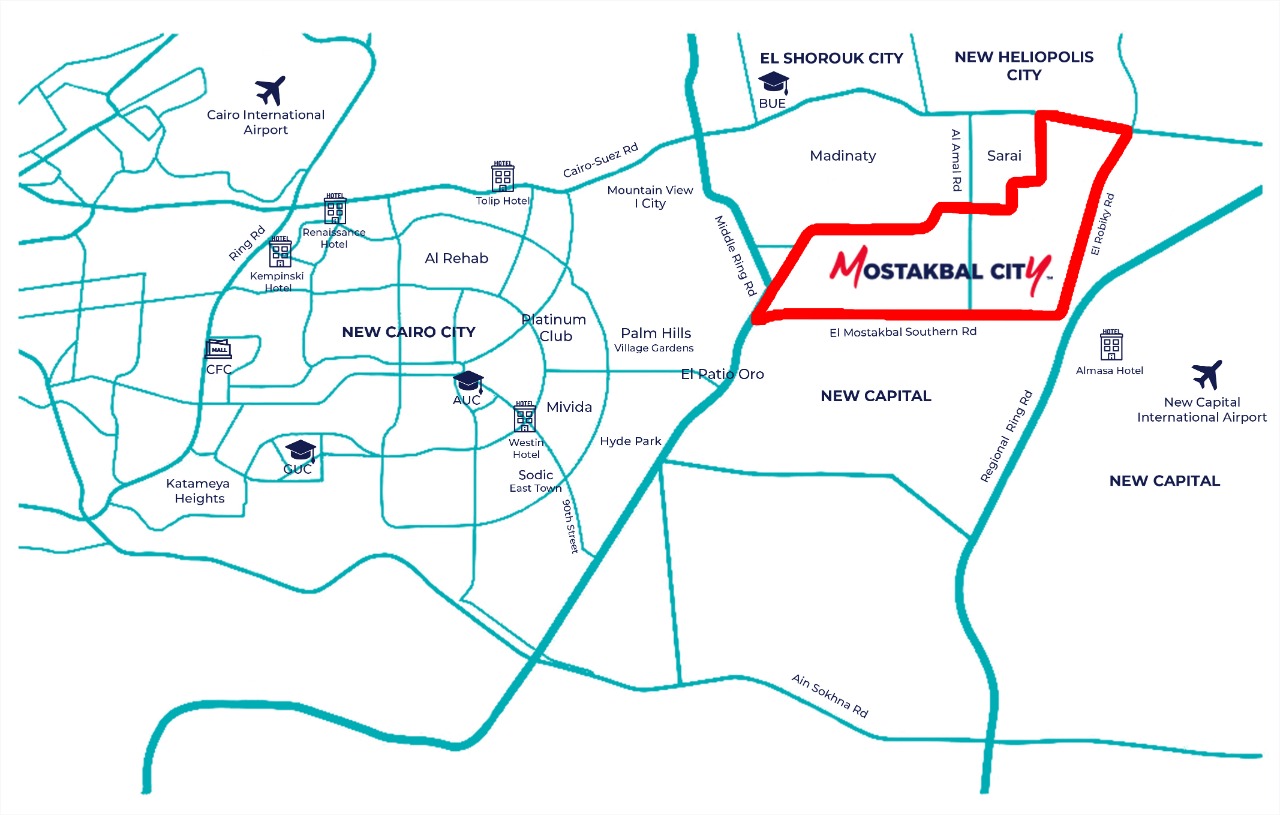 EL SHOROUK CITY
BUE
NEW HELIOPOLIS
CITY
Cairo International
Airport
Cairo-Suez Rd
Madinaty
Al Amal Rd
Sarai
HOTEL
Tolip Hotel
Mountain View
I City
HOTEL
Renaissance
Hotel
Ring Rd
HOTEL
Kempinski
Hotel
Al Rehab
Middle Ring Rd
El Robiky Rd
MOSTAKBAL CITY™
NEW CAIRO CITY
Platinum
Club
Palm Hills
Village Gardens
El Mostakbal Southern Rd
MALL
CFC
HOTEL
Almasa Hotel
El Patio Oro
AUC
NEW CAPITAL
New Capital
International Airport
HOTEL
Westin
Hotel
Mivida
Hyde Park
Regional Ring Rd
GUC
Katameya
Heights
Sodic
East Town
NEW CAPITAL
90th Street
Ain Sokhna Rd